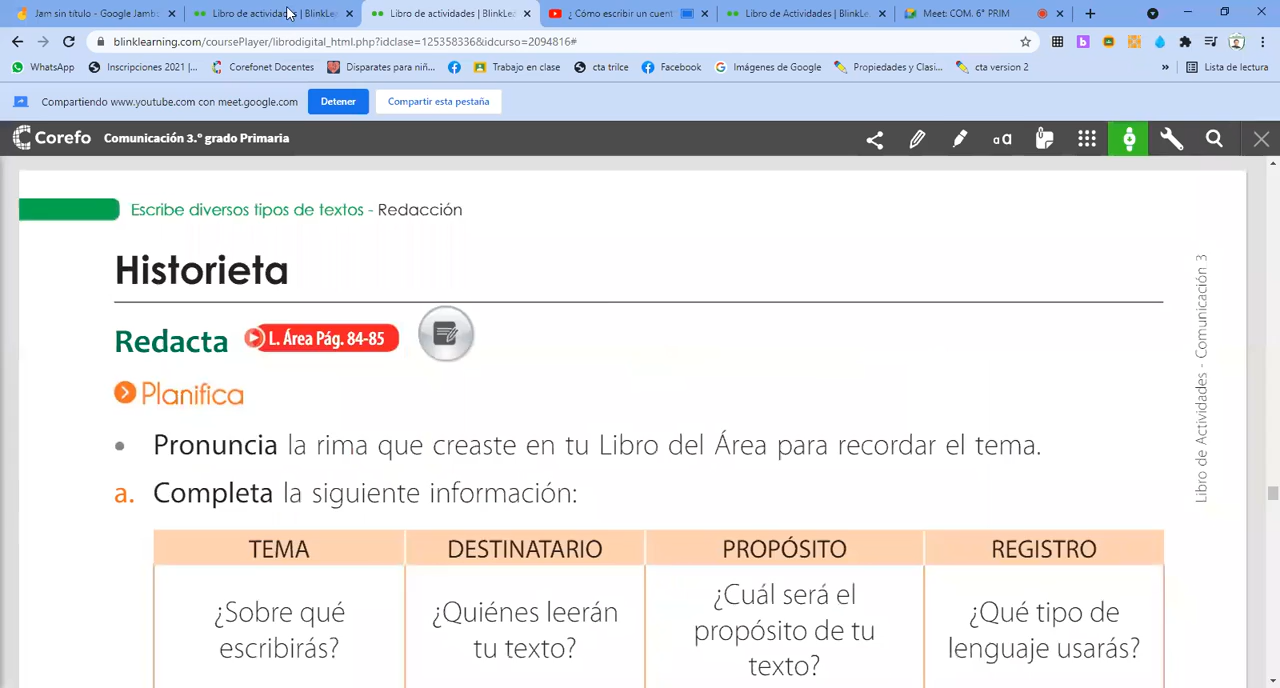 Jam sin título - Google Jamb
Libro de actividades | BlinkLe
Libro de actividades | BlinkLea
¿ Cómo escribir un cuent
Libro de Actividades | BlinkLe
Meet: COM. 6° PRIM
blinklearning.com/coursePlayer/librodigital_html.php?idclase=125358336&idcurso=2094816#
WhatsApp
Inscripciones 2021 |...
Corefonet Docentes
Disparates para niñ...
Trabajo en clase
cta trilce
Facebook
Imágenes de Google
Propiedades y Clasi...
cta version 2
»
Lista de lectura
Compartiendo www.youtube.com con meet.google.com
Detener
Compartir esta pestaña
Corefo
Comunicación 3.º grado Primaria
a a
Escribe diversos tipos de textos - Redacción
Historieta
Redacta
L. Área Pág. 84-85
Planifica
• Pronuncia la rima que creaste en tu Libro del Área para recordar el tema.
a. Completa la siguiente información:
TEMA
DESTINATARIO
PROPÓSITO
REGISTRO
¿Sobre qué
escribirás?
¿Quiénes leerán
tu texto?
¿Cuál será el
propósito de tu
texto?
¿Qué tipo de
lenguaje usarás?
Libro de Actividades - Comunicación 3